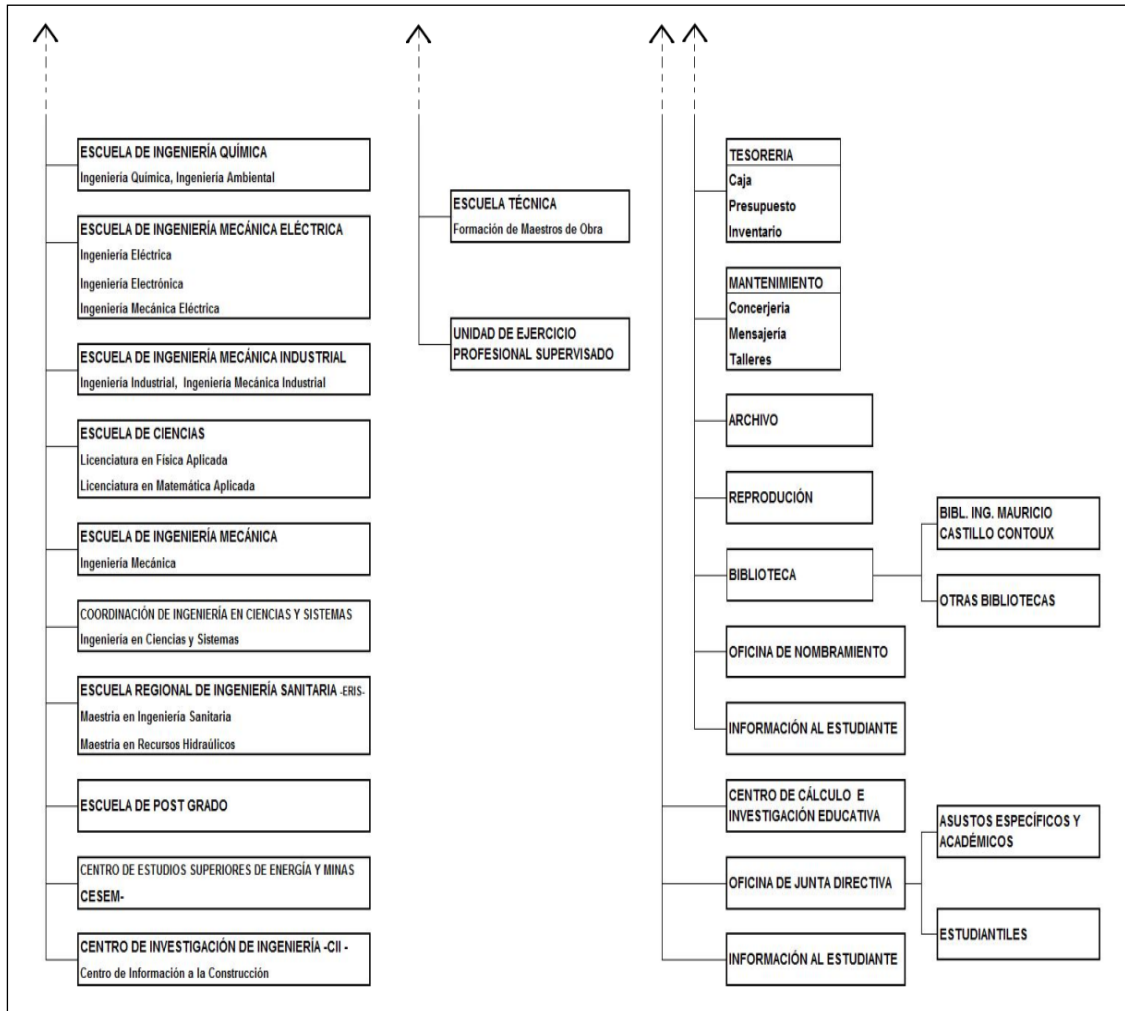 ESCUELA DE INGENIERÍA QUÍMICA
Ingeniería Química, Ingeniería Ambiental
ESCUELA DE INGENIERÍA MECÁNICA ELÉCTRICA
Ingeniería Eléctrica
Ingeniería Electrónica
Ingeniería Mecánica Eléctrica
ESCUELA DE INGENIERÍA MECÁNICA INDUSTRIAL
Ingeniería Industrial, Ingeniería Mecánica Industrial
ESCUELA DE CIENCIAS
Licenciatura en Física Aplicada
Licenciatura en Matemática Aplicada
ESCUELA DE INGENIERÍA MECÁNICA
Ingeniería Mecánica
COORDINACIÓN DE INGENIERÍA EN CIENCIAS Y SISTEMAS
Ingeniería en Ciencias y Sistemas
ESCUELA REGIONAL DE INGENIERÍA SANITARIA -ERIS-
Maestria en Ingeniería Sanitaria
Maestria en Recursos Hidraúlicos
ESCUELA DE POST GRADO
CENTRO DE ESTUDIOS SUPERIORES DE ENERGÍA Y MINAS
CESEM-
CENTRO DE INVESTIGACIÓN DE INGENIERÍA -CII -
Centro de Información a la Construcción
ESCUELA TÉCNICA
Formación de Maestros de Obra
UNIDAD DE EJERCICIO
PROFESIONAL SUPERVISADO
TESORERIA
Caja
Presupuesto
Inventario
MANTENIMIENTO
Concerjeria
Mensajería
Talleres
ARCHIVO
REPRODUCIÓN
BIBLIOTECA
BIBL. ING. MAURICIO
CASTILLO CONTOUX
OTRAS BIBLIOTECAS
OFICINA DE NOMBRAMIENTO
INFORMACIÓN AL ESTUDIANTE
CENTRO DE CÁLCULO E
INVESTIGACIÓN EDUCATIVA
OFICINA DE JUNTA DIRECTIVA
ASUSTOS ESPECÍFICOS Y
ACADÉMICOS
ESTUDIANTILES
INFORMACIÓN AL ESTUDIANTE